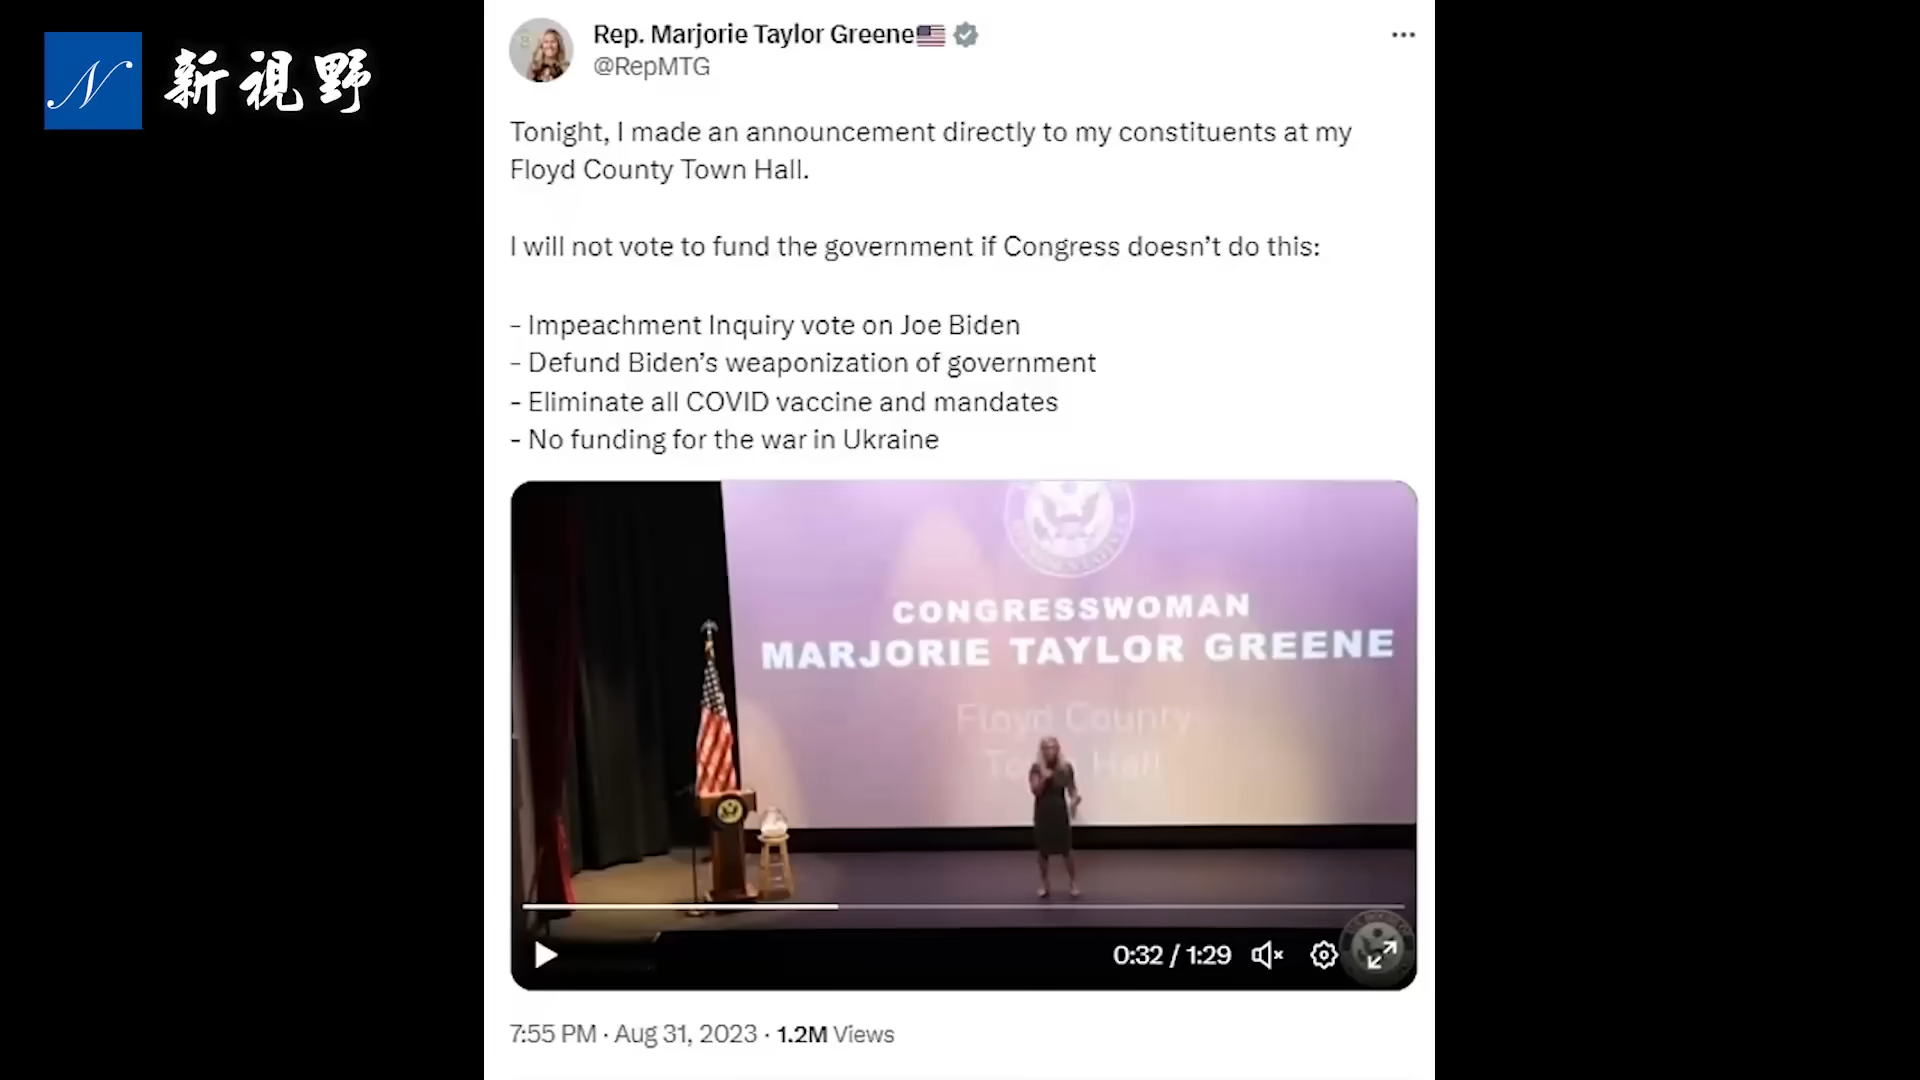 N 新視野
Rep. Marjorie Taylor Greene
@RepMTG
Tonight, I made an announcement directly to my constituents at my
Floyd County Town Hall.
I will not vote to fund the government if Congress doesn’t do this:
- Impeachment Inquiry vote on Joe Biden
- Defund Biden’s weaponization of government
- Eliminate all COVID vaccine and mandates
- No funding for the war in Ukraine
CONGRESSWOMAN
MARJORIE TAYLOR GREENE
Floyd County
Town Hall
0:32 / 1:29
7:55 PM · Aug 31, 2023 · 1.2M Views